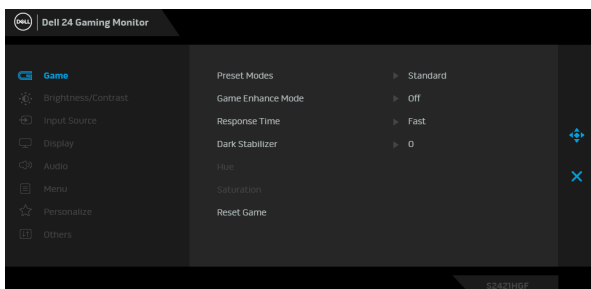 DELL
Dell 24 Gaming Monitor
Game
Preset Modes
Standard
Brightness/Contrast
Game Enhance Mode
Off
Input Source
Response Time
Fast
Display
Dark Stabilizer
0
Audio
Hue
Menu
Saturation
Personalize
Reset Game
Others
S2421HGF